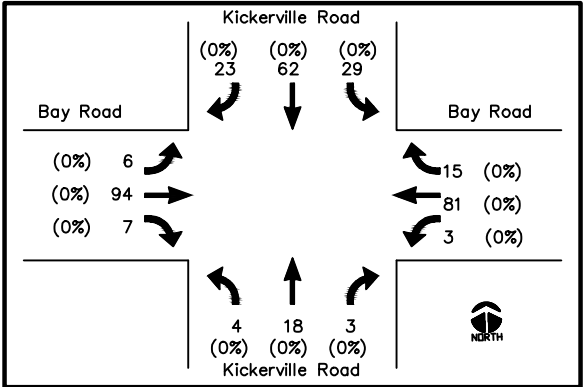 Kickerville Road
(0%) (0%) (0%)
23 62 29
Bay Road
Bay Road
(0%) 6
(0%) 94
(0%) 7
15 (0%)
81 (0%)
3 (0%)
4 18 3
(0%) (0%) (0%)
Kickerville Road
NORTH